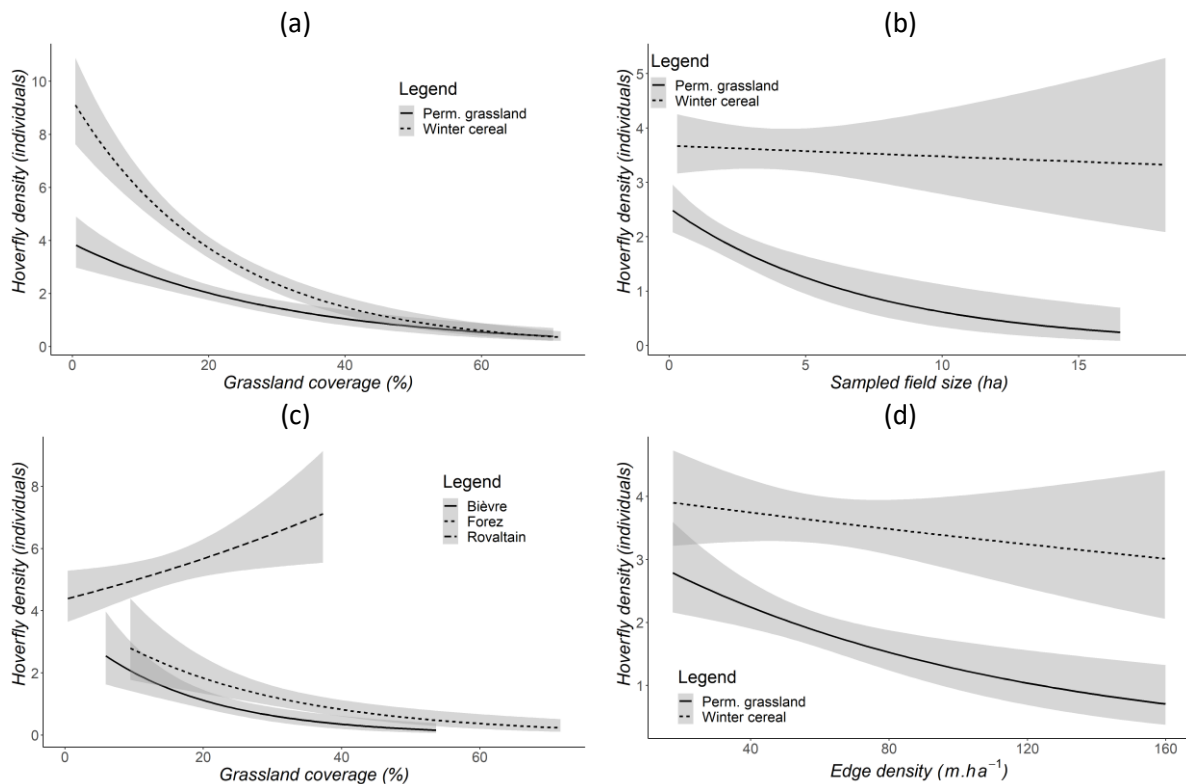 (a)
Hoverfly density (individuals)
10
8
6
4
2
0
Legend
Perm. grassland
Winter cereal
0 20 40 60
Grassland coverage (%)
(b)
Hoverfly density (individuals)
5
4
3
2
1
0
Legend
Perm. grassland
Winter cereal
0 5 10 15
Sampled field size (ha)
(c)
Hoverfly density (individuals)
8
6
4
2
0
Legend
Bièvre
Forez
Rovaltain
0 20 40 60
Grassland coverage (%)
(d)
Hoverfly density (individuals)
4
3
2
1
Legend
Perm. grassland
Winter cereal
40 80 120 160
Edge density (m.ha⁻¹)